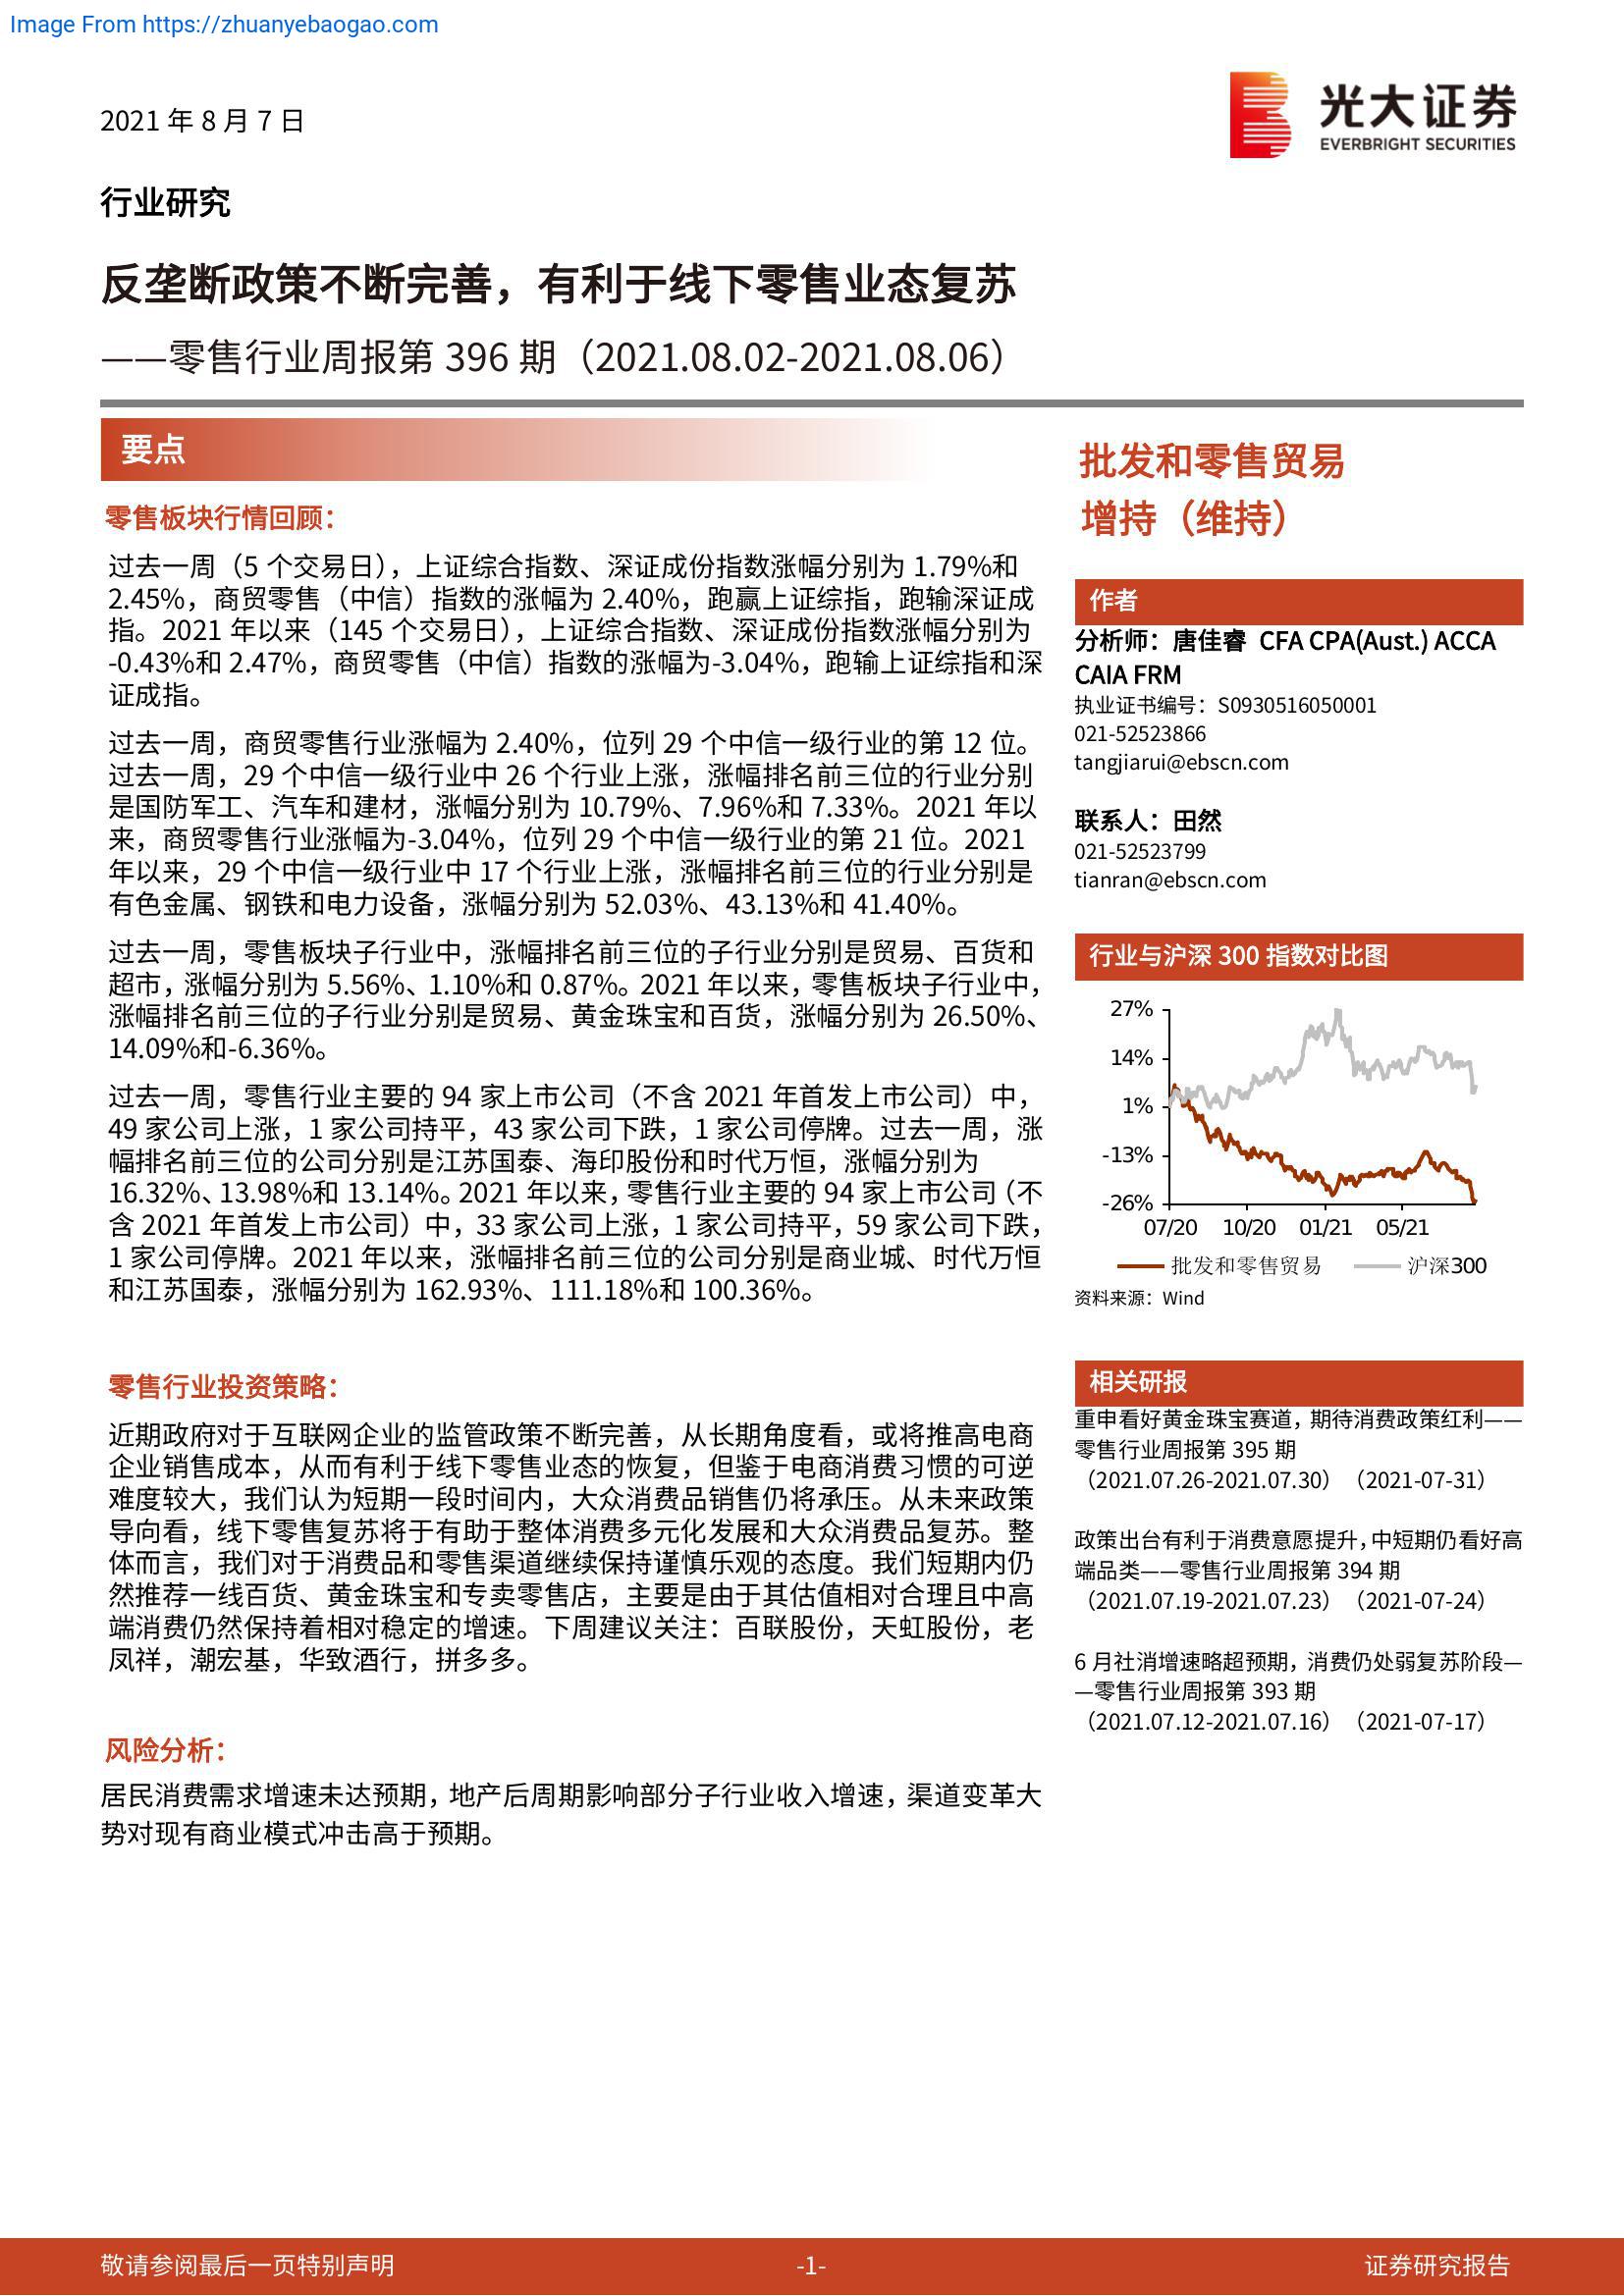 Image From https://zhuanyebaogao.com
2021 年 8 月 7 日
光大证券
EVERBRIGHT SECURITIES
行业研究
反垄断政策不断完善，有利于线下零售业态复苏
——零售行业周报第 396 期（2021.08.02-2021.08.06）
要点
零售板块行情回顾：
过去一周（5 个交易日），上证综合指数、深证成份指数涨幅分别为 1.79%和
2.45%，商贸零售（中信）指数的涨幅为 2.40%，跑赢上证综指，跑输深证成
指。2021 年以来（145 个交易日），上证综合指数、深证成份指数涨幅分别为
-0.43%和 2.47%，商贸零售（中信）指数的涨幅为-3.04%，跑输上证综指和深
证成指。
过去一周，商贸零售行业涨幅为 2.40%，位列 29 个中信一级行业的第 12 位。
过去一周，29 个中信一级行业中 26 个行业上涨，涨幅排名前三位的行业分别
是国防军工、汽车和建材，涨幅分别为 10.79%、7.96%和 7.33%。2021 年以
来，商贸零售行业涨幅为-3.04%，位列 29 个中信一级行业的第 21 位。2021
年以来，29 个中信一级行业中 17 个行业上涨，涨幅排名前三位的行业分别是
有色金属、钢铁和电力设备，涨幅分别为 52.03%、43.13%和 41.40%。
过去一周，零售板块子行业中，涨幅排名前三位的子行业分别是贸易、百货和
超市，涨幅分别为 5.56%、1.10%和 0.87%。2021 年以来，零售板块子行业中，
涨幅排名前三位的子行业分别是贸易、黄金珠宝和百货，涨幅分别为 26.50%、
14.09%和-6.36%。
过去一周，零售行业主要的 94 家上市公司（不含 2021 年首发上市公司）中，
49 家公司上涨，1 家公司持平，43 家公司下跌，1 家公司停牌。过去一周，涨
幅排名前三位的公司分别是江苏国泰、海印股份和时代万恒，涨幅分别为
16.32%、13.98%和 13.14%。2021 年以来，零售行业主要的 94 家上市公司（不
含 2021 年首发上市公司）中，33 家公司上涨，1 家公司持平，59 家公司下跌，
1 家公司停牌。2021 年以来，涨幅排名前三位的公司分别是商业城、时代万恒
和江苏国泰，涨幅分别为 162.93%、111.18%和 100.36%。
零售行业投资策略：
近期政府对于互联网企业的监管政策不断完善，从长期角度看，或将推高电商
企业销售成本，从而有利于线下零售业态的恢复，但鉴于电商消费习惯的可逆
难度较大，我们认为短期一段时间内，大众消费品销售仍将承压。从未来政策
导向看，线下零售复苏将于有助于整体消费多元化发展和大众消费品复苏。整
体而言，我们对于消费品和零售渠道继续保持谨慎乐观的态度。我们短期内仍
然推荐一线百货、黄金珠宝和专卖零售店，主要是由于其估值相对合理且中高
端消费仍然保持着相对稳定的增速。下周建议关注：百联股份，天虹股份，老
凤祥，潮宏基，华致酒行，拼多多。
风险分析：
居民消费需求增速未达预期，地产后周期影响部分子行业收入增速，渠道变革大
势对现有商业模式冲击高于预期。
批发和零售贸易
增持（维持）
作者
分析师：唐佳睿 CFA CPA(Aust.) ACCA
CAIA FRM
执业证书编号：S0930516050001
021-52523866
tangjiarui@ebscn.com
联系人：田然
021-52523799
tianran@ebscn.com
行业与沪深 300 指数对比图
27%
14%
1%
-13%
-26%
07/20 10/20 01/21 05/21
批发和零售贸易 沪深300
资料来源：Wind
相关研报
重申看好黄金珠宝赛道，期待消费政策红利——
零售行业周报第 395 期
（2021.07.26-2021.07.30）（2021-07-31）
政策出台有利于消费意愿提升，中短期仍看好高
端品类——零售行业周报第 394 期
（2021.07.19-2021.07.23）（2021-07-24）
6 月社消增速略超预期，消费仍处弱复苏阶段—
—零售行业周报第 393 期
（2021.07.12-2021.07.16）（2021-07-17）
敬请参阅最后一页特别声明 -1- 证券研究报告